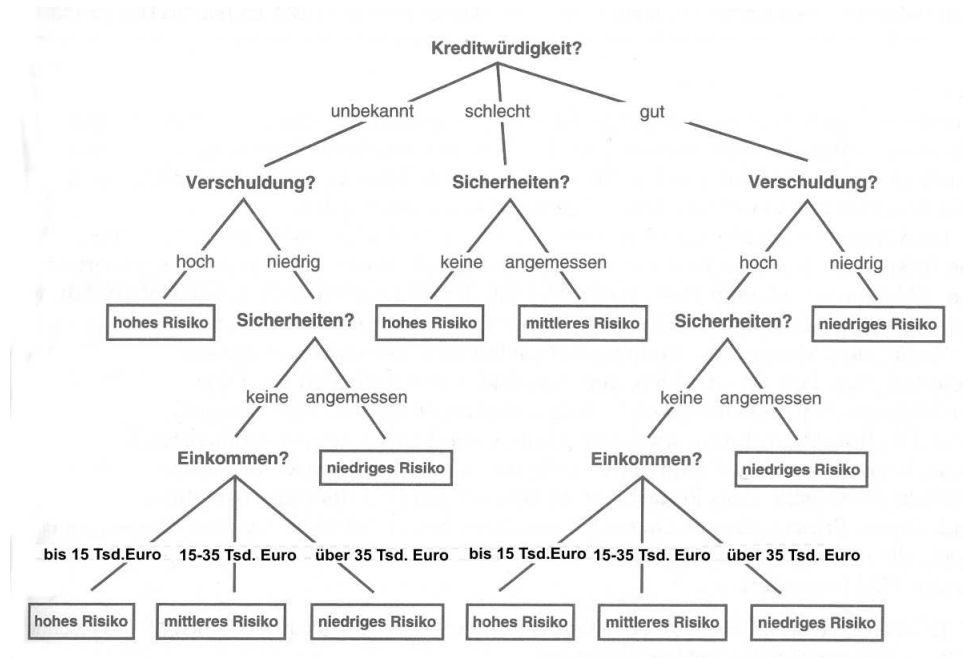 Kreditwürdigkeit?
unbekannt schlecht gut
Verschuldung? Sicherheiten? Verschuldung?
hoch niedrig keine angemessen hoch niedrig
hohes Risiko Sicherheiten? hohes Risiko mittleres Risiko Sicherheiten? niedriges Risiko
keine angemessen keine angemessen
Einkommen? niedriges Risiko Einkommen? niedriges Risiko
bis 15 Tsd.Euro 15-35 Tsd. Euro über 35 Tsd. Euro bis 15 Tsd.Euro 15-35 Tsd. Euro über 35 Tsd. Euro
hohes Risiko mittleres Risiko niedriges Risiko hohes Risiko mittleres Risiko niedriges Risiko